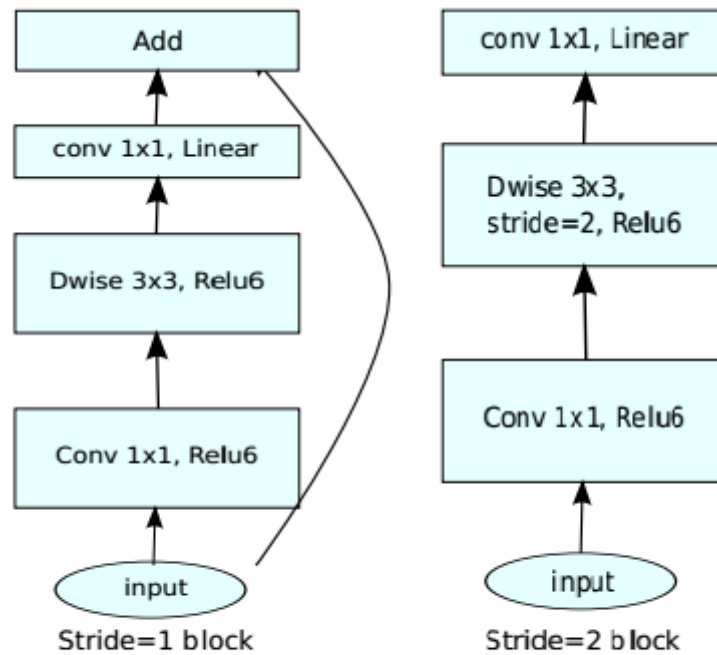 Add
conv 1x1, Linear
Dwise 3x3, Relu6
Conv 1x1, Relu6
input
Stride=1 block
conv 1x1, Linear
Dwise 3x3,
stride=2, Relu6
Conv 1x1, Relu6
input
Stride=2 block